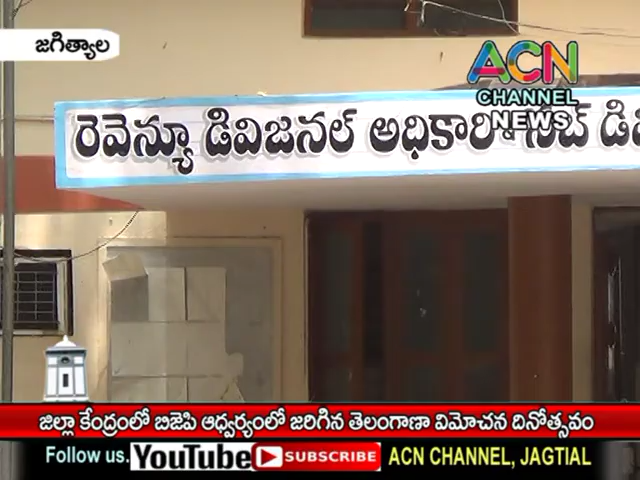 జగిత్యాల
ACN
CHANNEL
NEWS
రెవెన్యూ డివిజనల్ అధికారి
జిల్లా కేంద్రంలో బిజెపి ఆధ్వర్యంలో జరిగిన తెలంగాణా విమోచన దినోత్సవం
Follow us. YouTube SUBSCRIBE ACN CHANNEL, JAGTIAL